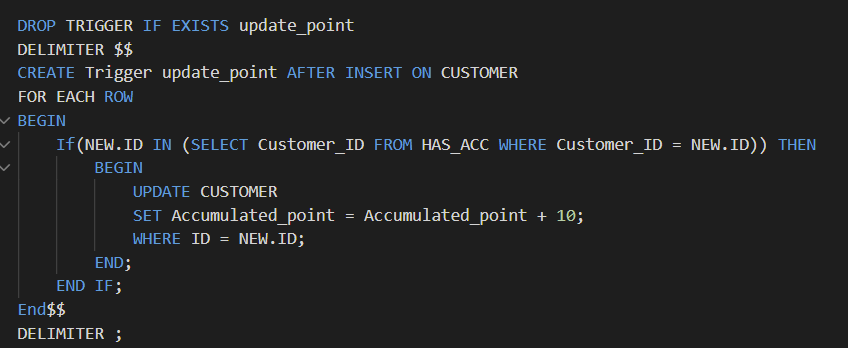 DROP TRIGGER IF EXISTS update_point
DELIMITER $$
CREATE Trigger update_point AFTER INSERT ON CUSTOMER
FOR EACH ROW
BEGIN
    If(NEW.ID IN (SELECT Customer_ID FROM HAS_ACC WHERE Customer_ID = NEW.ID)) THEN
        BEGIN
            UPDATE CUSTOMER
            SET Accumulated_point = Accumulated_point + 10;
            WHERE ID = NEW.ID;
        END;
    END IF;
End$$
DELIMITER ;